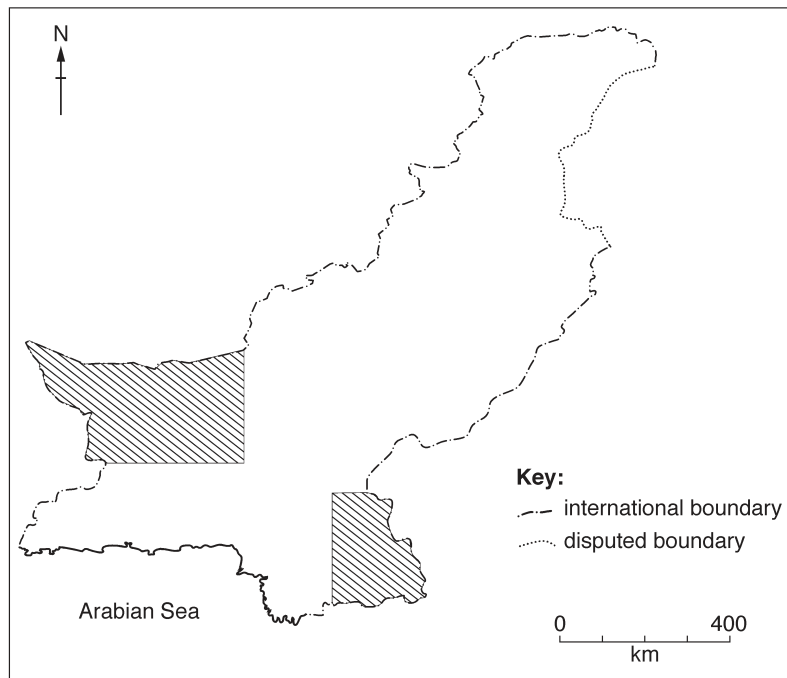 N
Key:
international boundary
disputed boundary
Arabian Sea
0 400
km